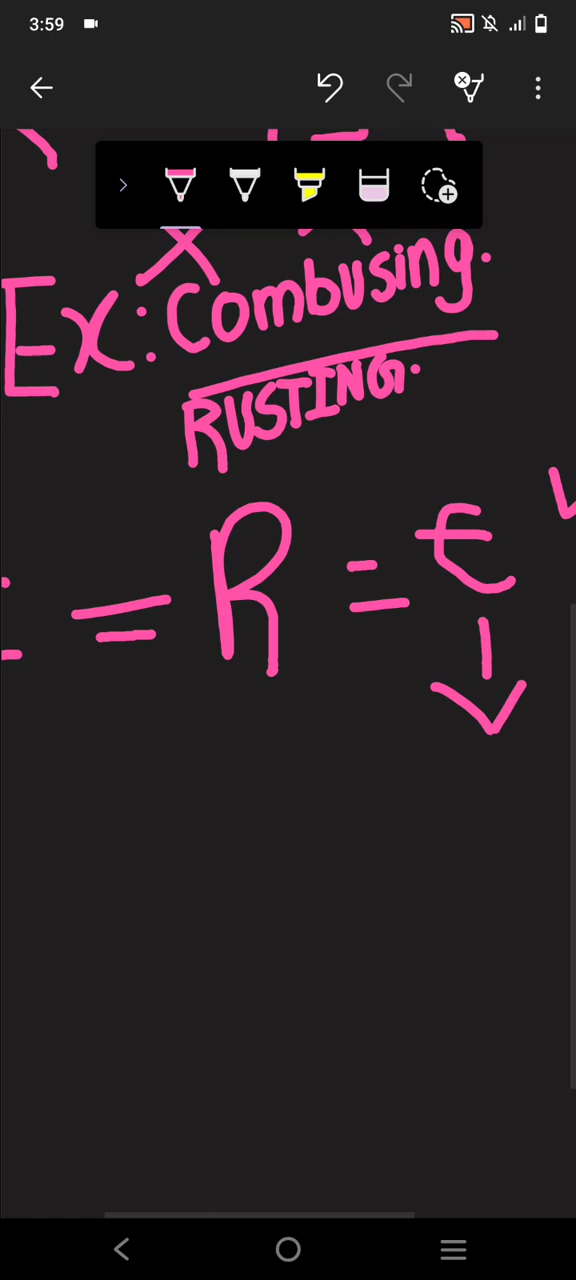 3:59
Ex: Combusing.
RUSTING.
= R = t